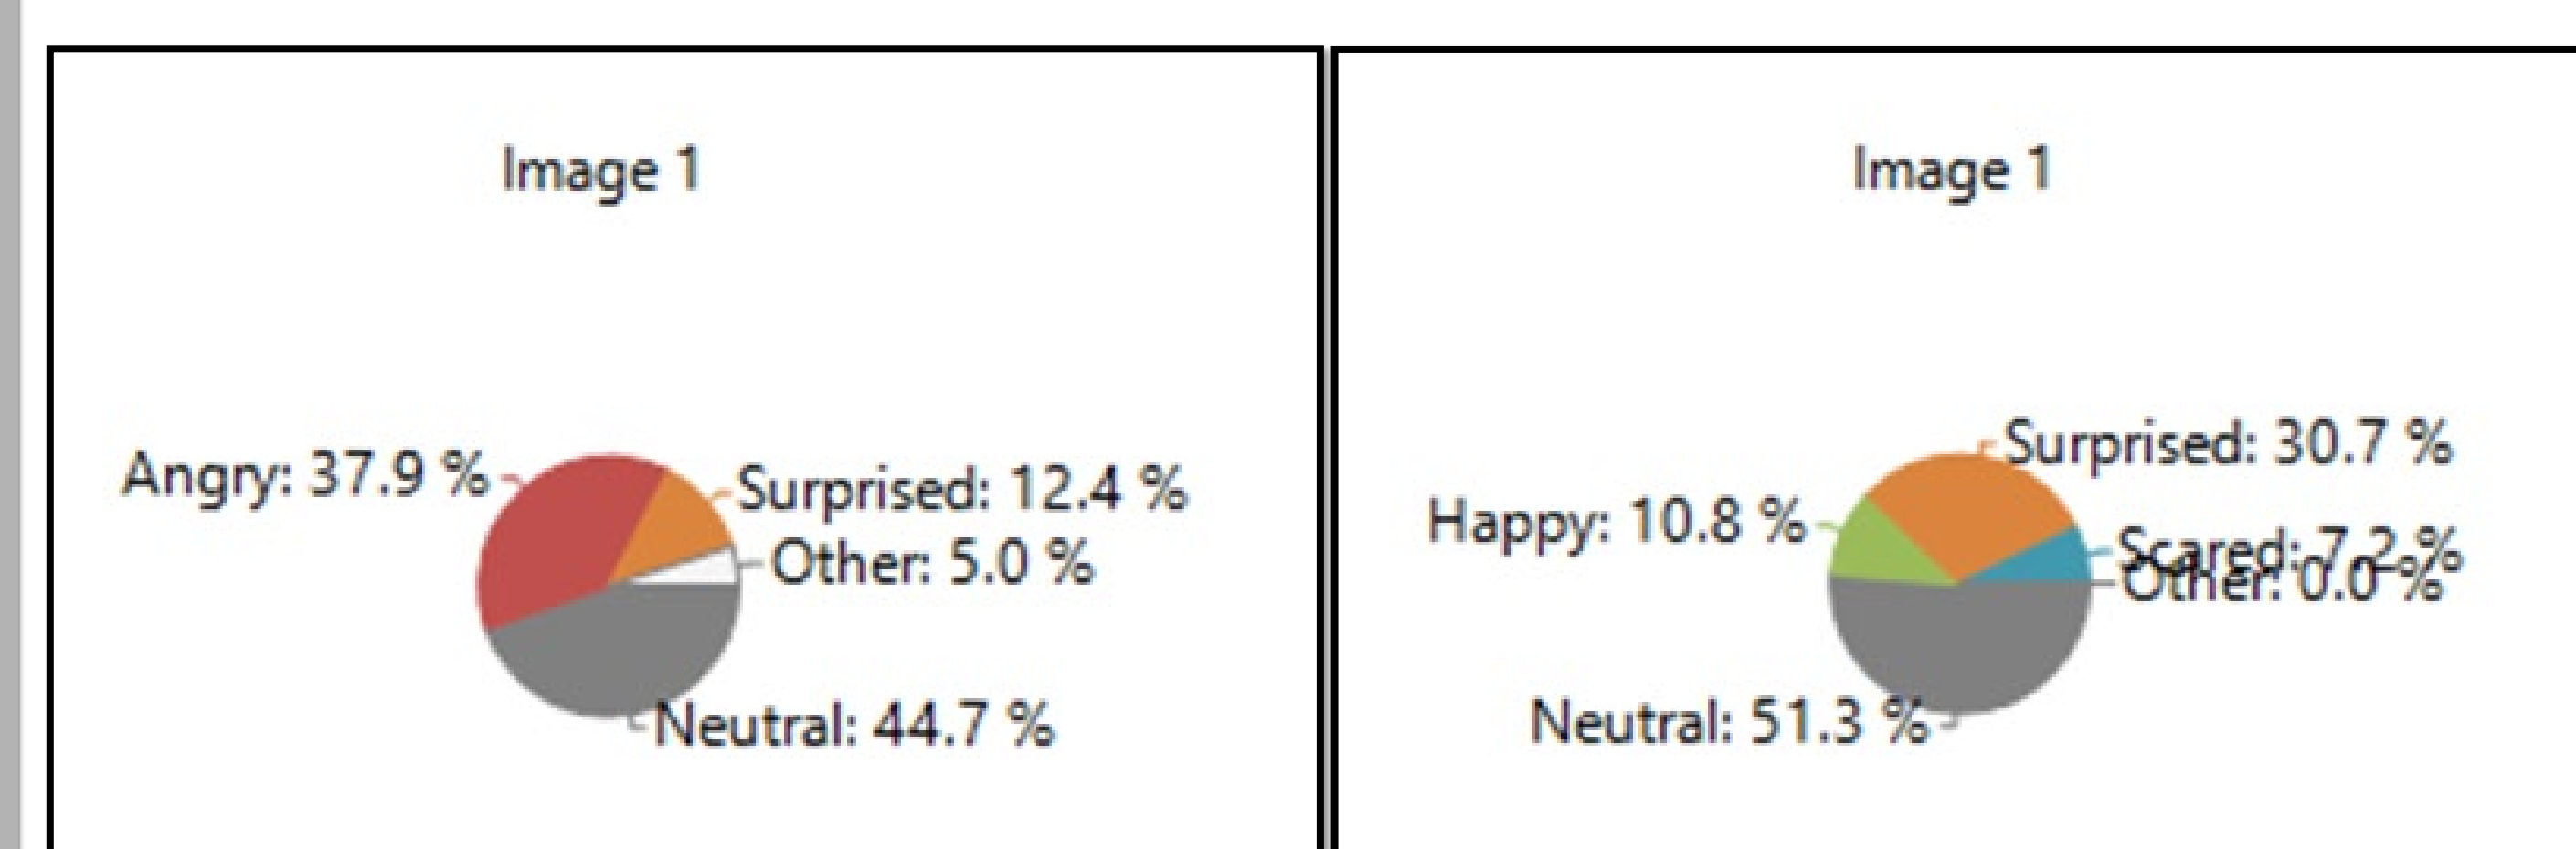 Image 1
Angry: 37.9 %
Surprised: 12.4 %
Other: 5.0 %
Neutral: 44.7 %
Image 1
Surprised: 30.7 %
Happy: 10.8 %
Scared: 7.2 %
Other: 0.0 %
Neutral: 51.3 %